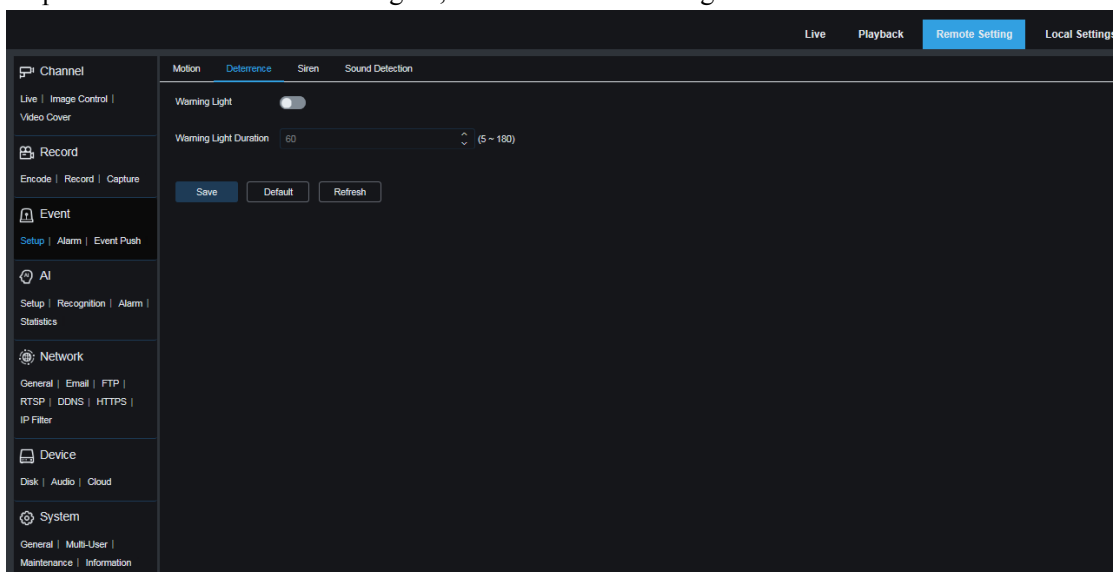 Live Playback Remote Setting Local Settings
Channel
Live | Image Control |
Video Cover
Record
Encode | Record | Capture
Event
Setup | Alarm | Event Push
AI
Setup | Recognition | Alarm |
Statistics
Network
General | Email | FTP |
RTSP | DDNS | HTTPS |
IP Filter
Device
Disk | Audio | Cloud
System
General | Multi-User |
Maintenance | Information
Motion Deterrence Siren Sound Detection
Warning Light
Warning Light Duration 60 (5 ~ 180)
Save Default Refresh